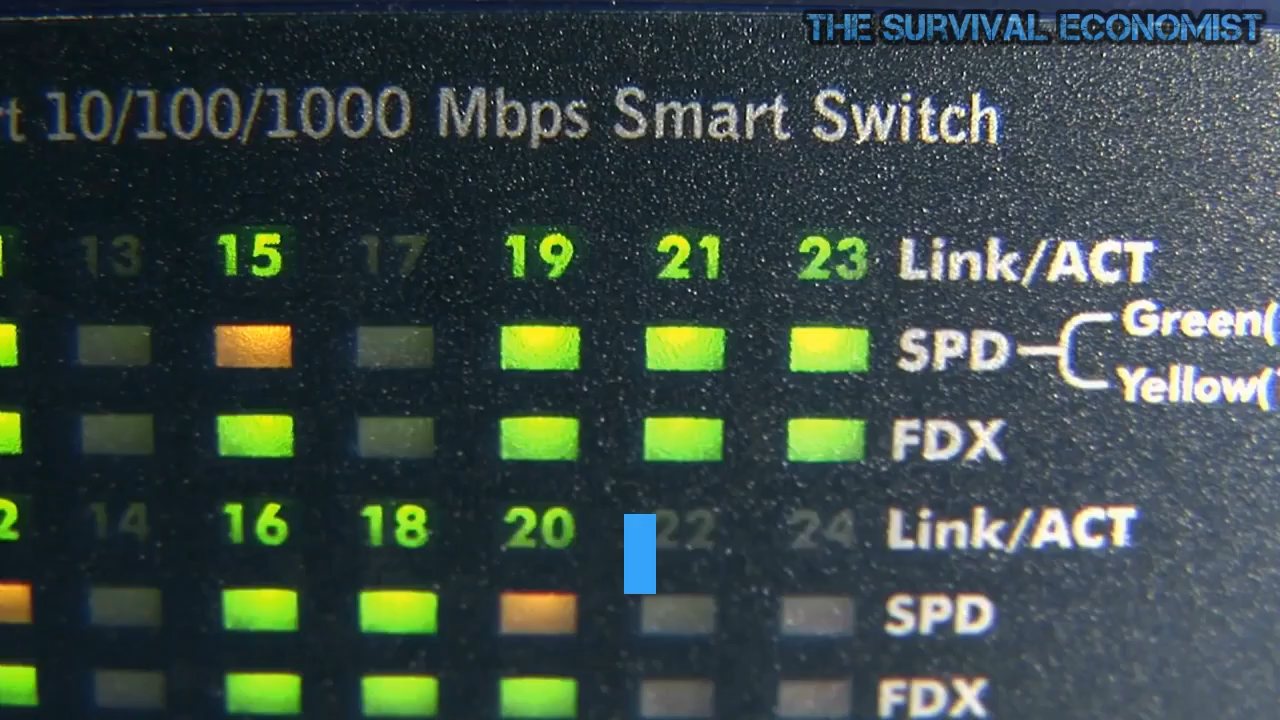 THE SURVIVAL ECONOMIST
10/100/1000 Mbps Smart Switch
13 15 17 19 21 23 Link/ACT
Green(
SPD
Yellow(
FDX
14 16 18 20 22 24 Link/ACT
SPD
FDX